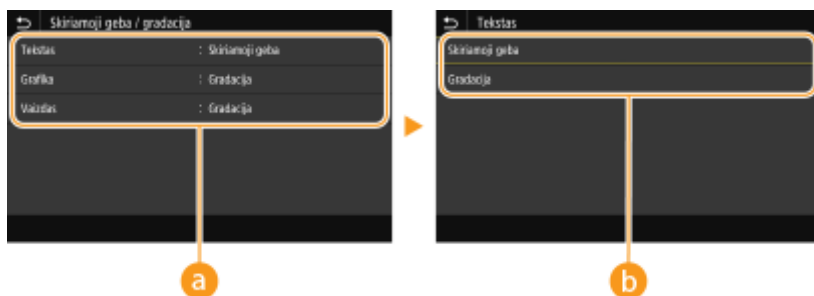 Skiriamoji geba / gradacija
Tekstas : Skiriamoji geba
Grafika : Gradacija
Vaizdas : Gradacija
a
Tekstas
Skiriamoji geba
Gradacija
b